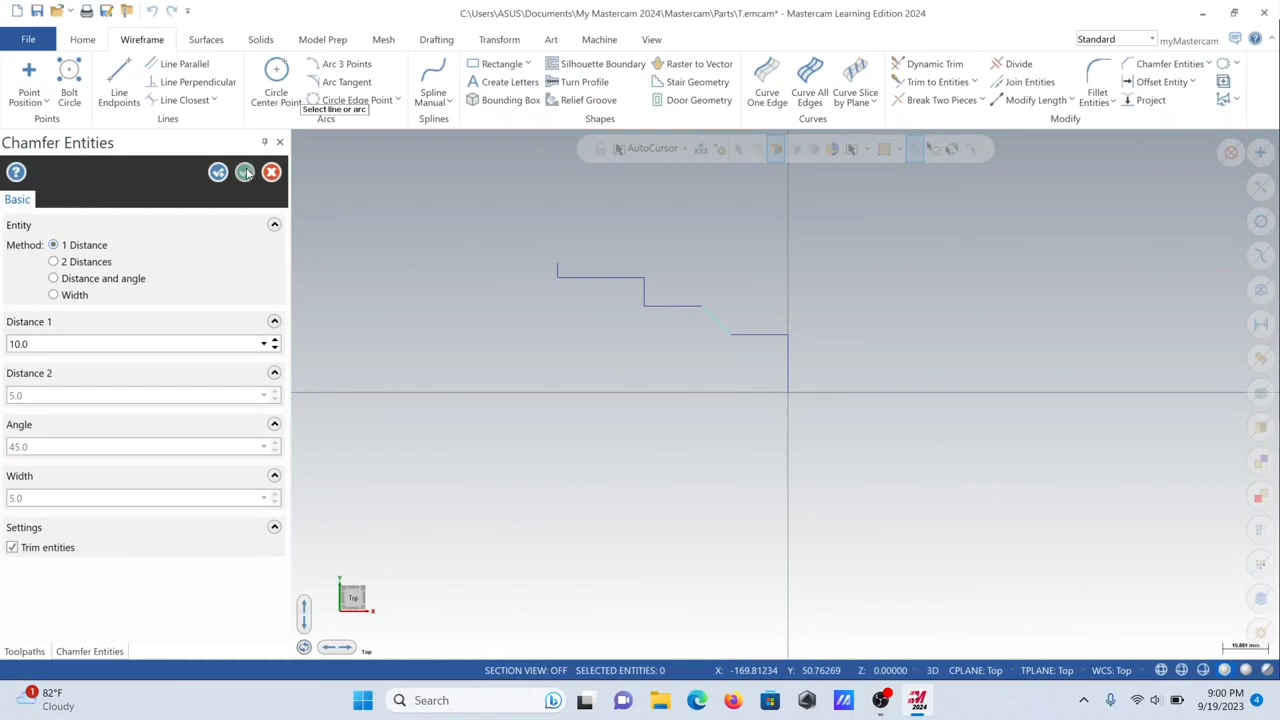 C:\Users\ASUS\Documents\My Mastercam 2024\Mastercam\Parts\T.emcam* - Mastercam Learning Edition 2024
File Home Wireframe Surfaces Solids Model Prep Mesh Drafting Transform Art Machine View Standard myMastercam
Point Position
Bolt Circle
Points
Line Endpoints
Line Parallel
Line Perpendicular
Line Closest
Lines
Circle Center Point
Arc 3 Points
Arc Tangent
Circle Edge Point
Select line or arc
Arcs
Spline Manual
Splines
Rectangle
Create Letters
Bounding Box
Silhouette Boundary
Turn Profile
Relief Groove
Raster to Vector
Stair Geometry
Door Geometry
Shapes
Curve One Edge
Curve All Edges
Curve Slice by Plane
Curves
Dynamic Trim
Trim to Entities
Break Two Pieces
Divide
Join Entities
Modify Length
Fillet Entities
Chamfer Entities
Offset Entity
Project
Modify
Chamfer Entities
Basic
Entity
Method: 1 Distance
2 Distances
Distance and angle
Width
Distance 1
10.0
Distance 2
5.0
Angle
45.0
Width
5.0
Settings
Trim entities
AutoCursor
Y
Top
X
Top
15.881 mm
Toolpaths Chamfer Entities
SECTION VIEW: OFF SELECTED ENTITIES: 0 X: -169.81234 Y: 50.76269 Z: 0.00000 3D CPLANE: Top TPLANE: Top WCS: Top
1
82°F
Cloudy
Search
2024
9:00 PM
9/19/2023
4